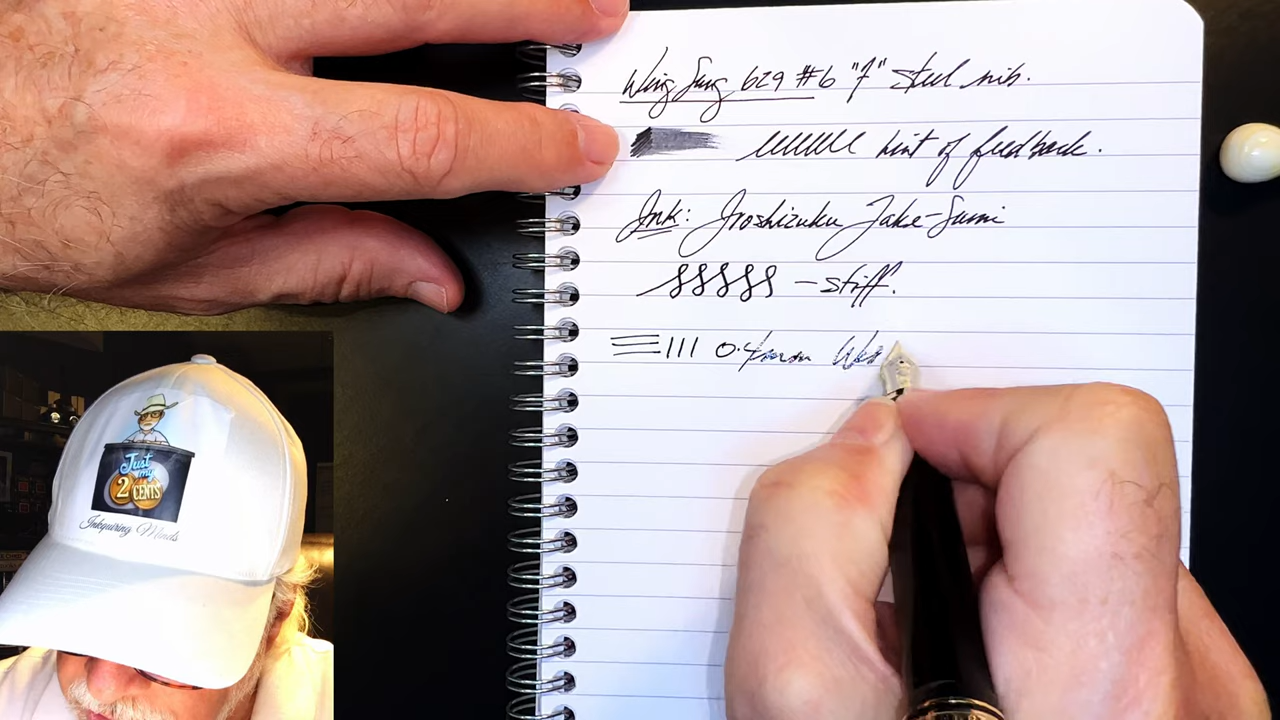 Wing Sung 629 #6 "f" steel nib.
hint of feedback.
Ink: Iroshizuku Take-Sumi
- stiff.
0.4mm We
Just my 2 CENTS
Inkquiring Minds